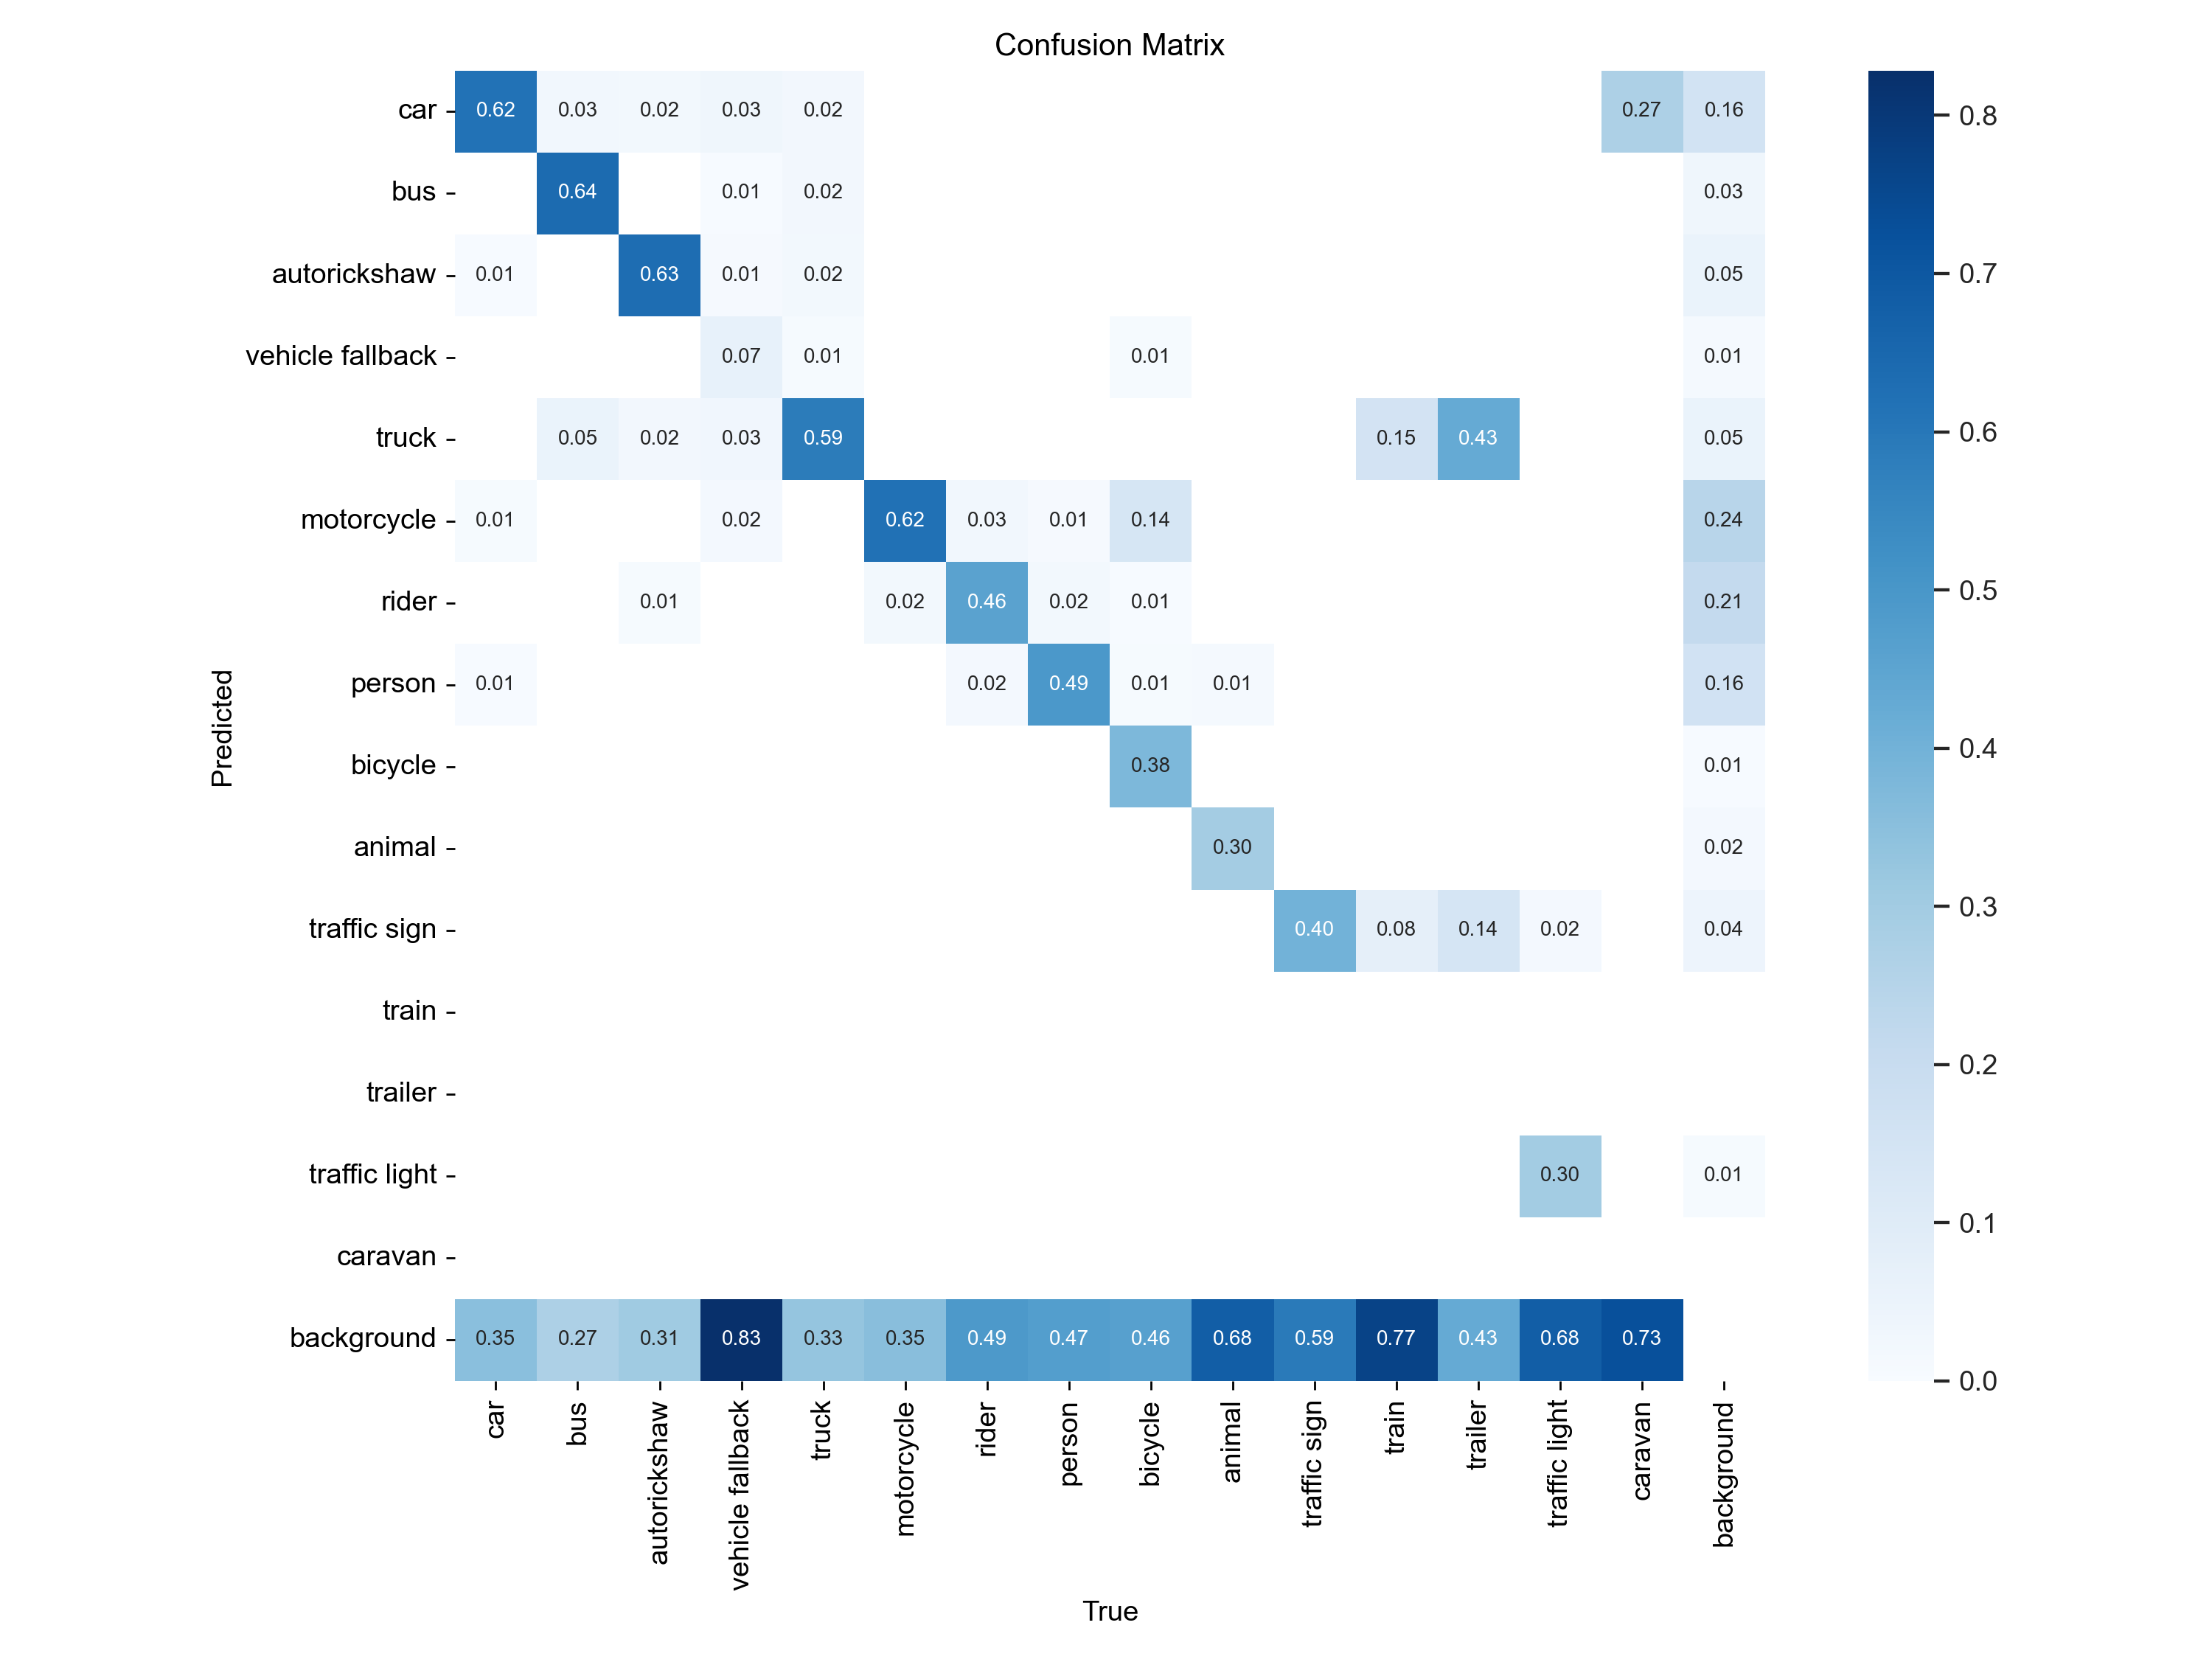 Confusion Matrix
car 0.62 0.03 0.02 0.03 0.02 0.27 0.16
bus 0.64 0.01 0.02 0.03
autorickshaw 0.01 0.63 0.01 0.02 0.05
vehicle fallback 0.07 0.01 0.01 0.01
truck 0.05 0.02 0.03 0.59 0.15 0.43 0.05
motorcycle 0.01 0.02 0.62 0.03 0.01 0.14 0.24
rider 0.01 0.02 0.46 0.02 0.01 0.21
person 0.01 0.02 0.49 0.01 0.01 0.16
bicycle 0.38 0.01
animal 0.30 0.02
traffic sign 0.40 0.08 0.14 0.02 0.04
train
trailer
traffic light 0.30 0.01
caravan
background 0.35 0.27 0.31 0.83 0.33 0.35 0.49 0.47 0.46 0.68 0.59 0.77 0.43 0.68 0.73
Predicted
car
bus
autorickshaw
vehicle fallback
truck
motorcycle
rider
person
bicycle
animal
traffic sign
train
trailer
traffic light
caravan
background
True
0.8
0.7
0.6
0.5
0.4
0.3
0.2
0.1
0.0